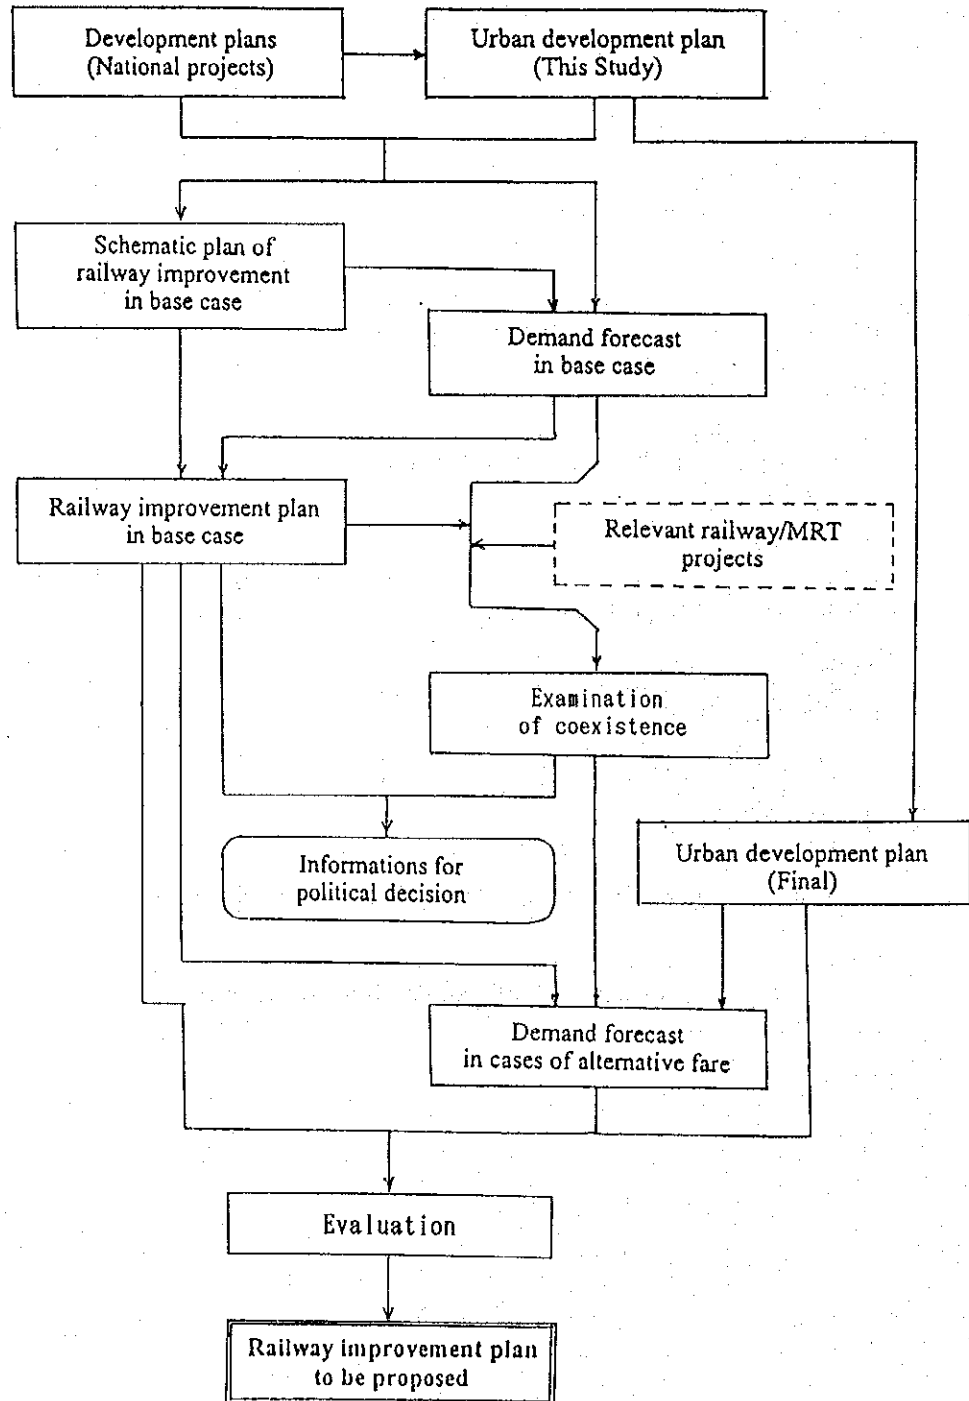 Development plans
(National projects)
Urban development plan
(This Study)
Schematic plan of
railway improvement
in base case
Demand forecast
in base case
Railway improvement plan
in base case
Relevant railway/MRT
projects
Examination
of coexistence
Informations for
political decision
Urban development plan
(Final)
Demand forecast
in cases of alternative fare
Evaluation
Railway improvement plan
to be proposed